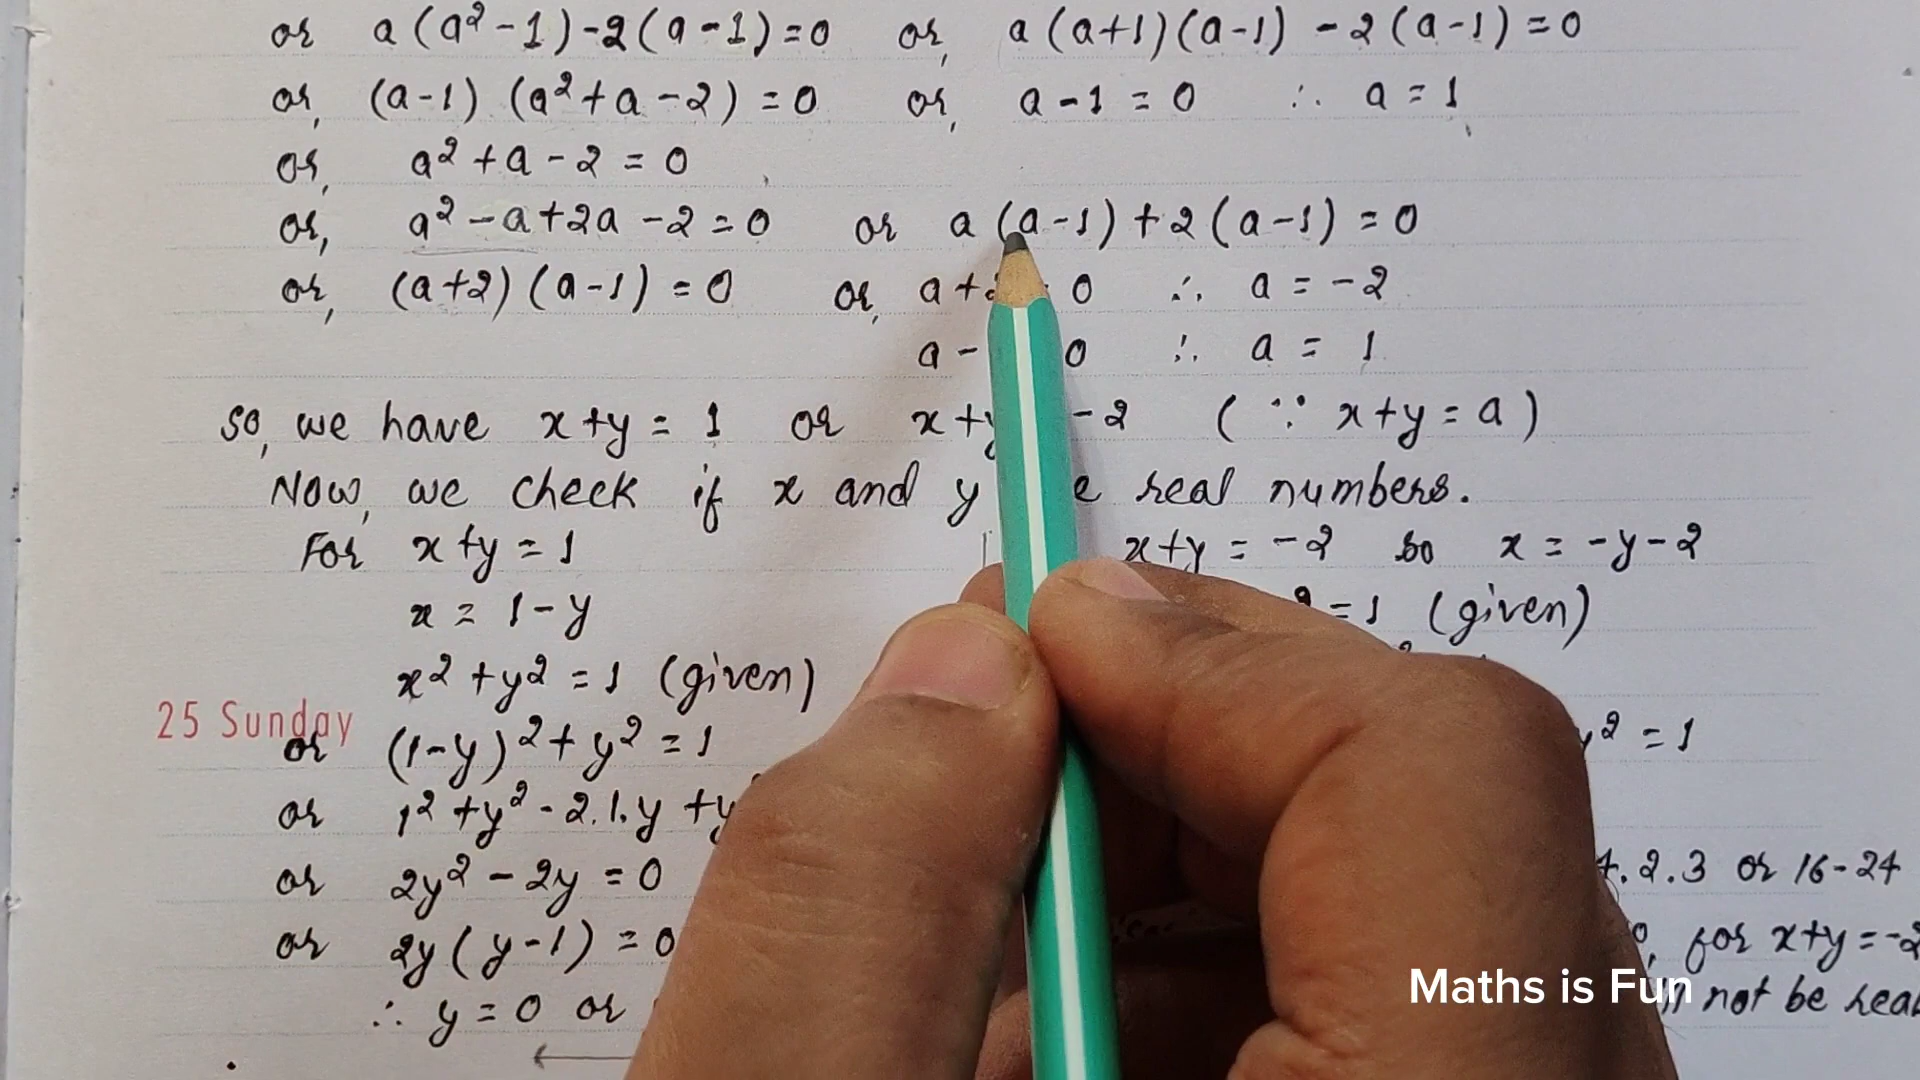 or a(a²-1)-2(a-1)=0 or, a(a+1)(a-1) -2(a-1)=0
or, (a-1) (a²+a-2) = 0 or, a-1 = 0 ∴ a = 1
or, a²+a-2 = 0
or, a²-a+2a-2=0 or a(a-1)+2(a-1)=0
or, (a+2)(a-1)=0 or, a+ 0 ∴ a = -2
a- 0 ∴ a = 1
So, we have x+y = 1 or x+y -2 (∵ x+y=a)
Now, we check if x and y real numbers.
For x+y=1 x+y = -2 so x = -y-2
x = 1-y =1 (given)
x²+y²=1 (given)
25 Sunday
or (1-y)²+y²=1 y²=1
or 1²+y²-2.1.y+y
or 2y²-2y=0 4.2.3 or 16-24
or 2y(y-1)=0 for x+y=-2
∴ y=0 or not be real
Maths is Fun